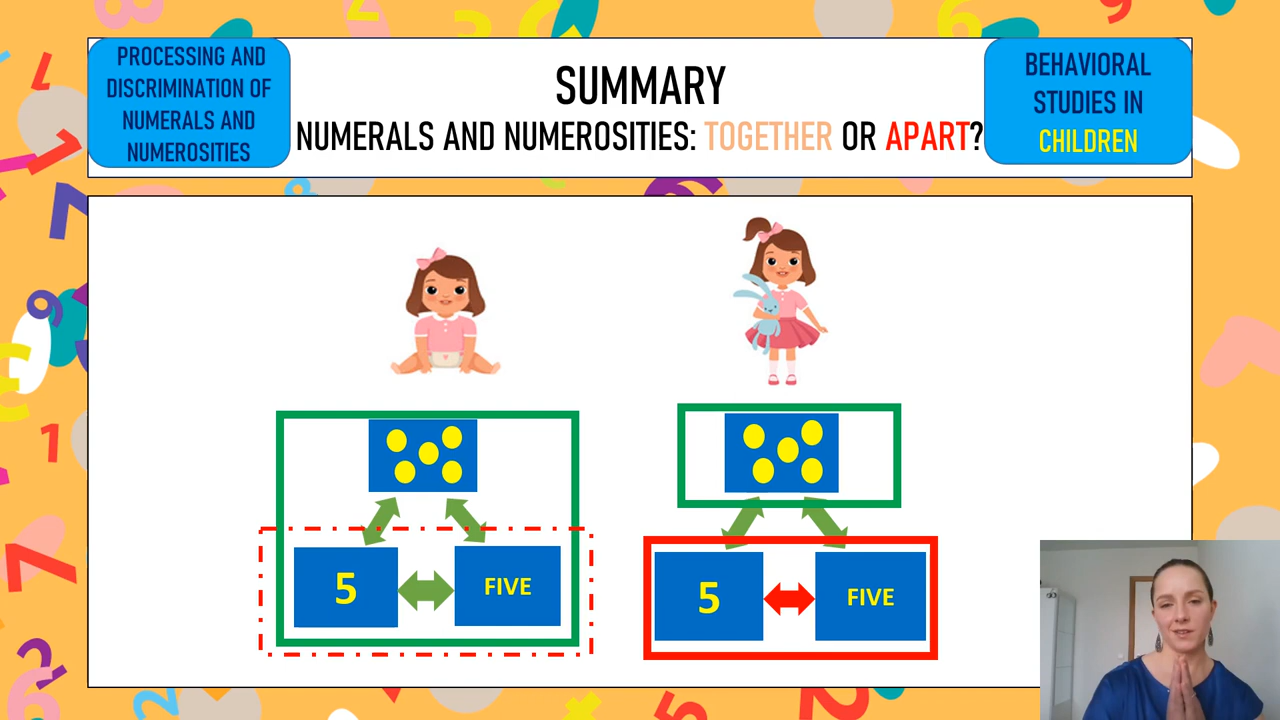 PROCESSING AND
DISCRIMINATION OF
NUMERALS AND
NUMEROSITIES
SUMMARY
NUMERALS AND NUMEROSITIES: TOGETHER OR APART?
BEHAVIORAL
STUDIES IN
CHILDREN
5
FIVE
5
FIVE